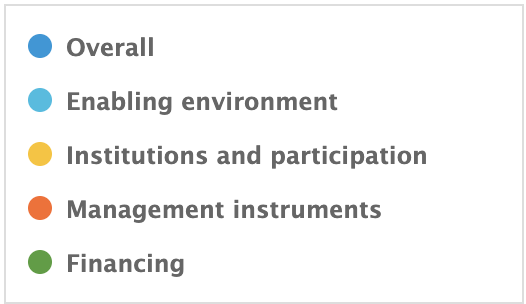 Overall
Enabling environment
Institutions and participation
Management instruments
Financing